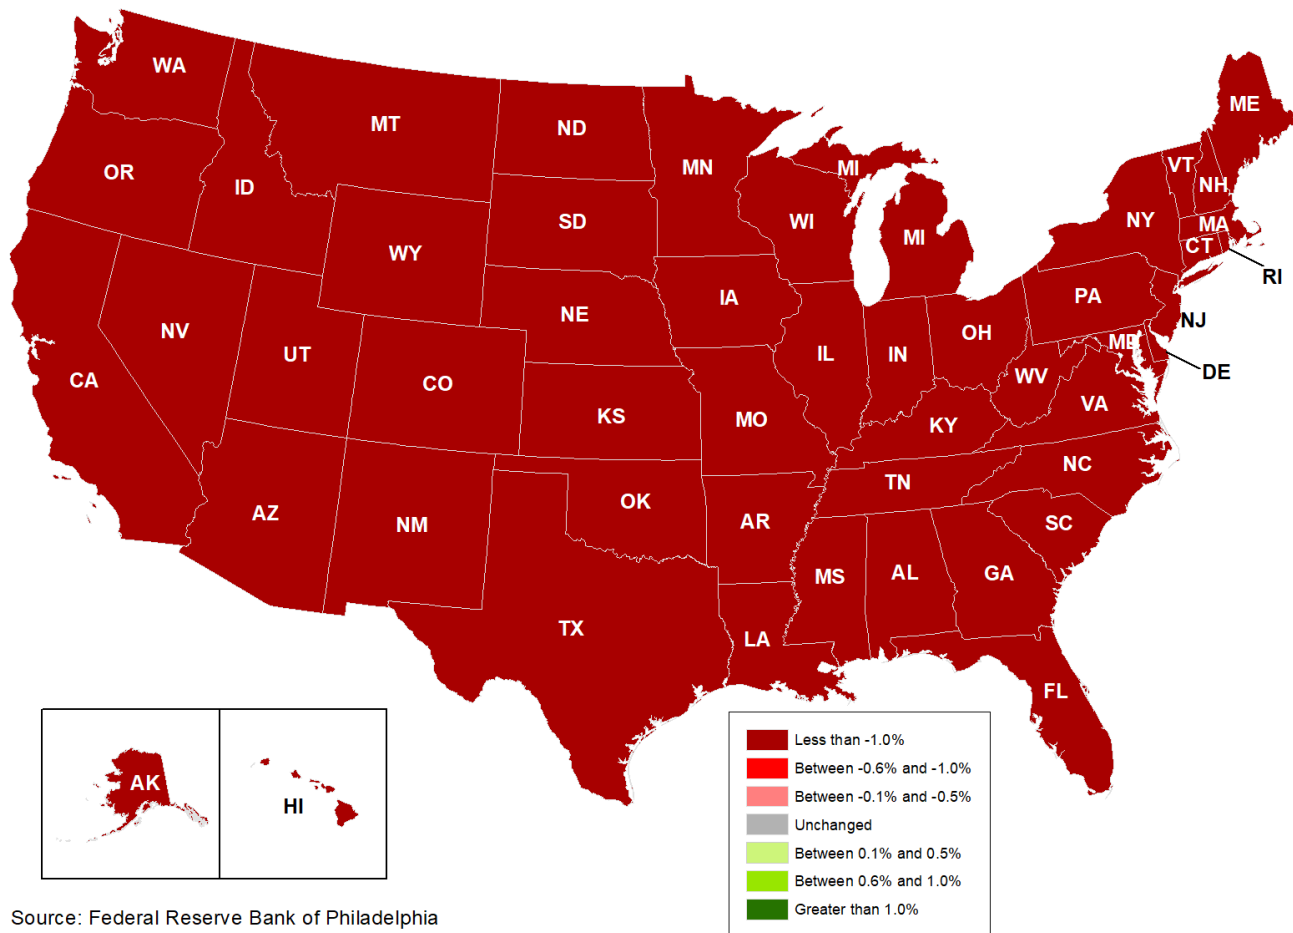 WA
MT
ND
MN
ME
OR
ID
SD
WI
MI
MI
VT
NH
NY
MA
CT
RI
WY
IA
PA
NV
NE
NJ
UT
CO
IL
IN
OH
MD
DE
CA
KS
MO
WV
VA
KY
AZ
NM
OK
AR
TN
NC
SC
MS
AL
GA
TX
LA
FL
AK
HI
Less than -1.0%
Between -0.6% and -1.0%
Between -0.1% and -0.5%
Unchanged
Between 0.1% and 0.5%
Between 0.6% and 1.0%
Greater than 1.0%
Source: Federal Reserve Bank of Philadelphia